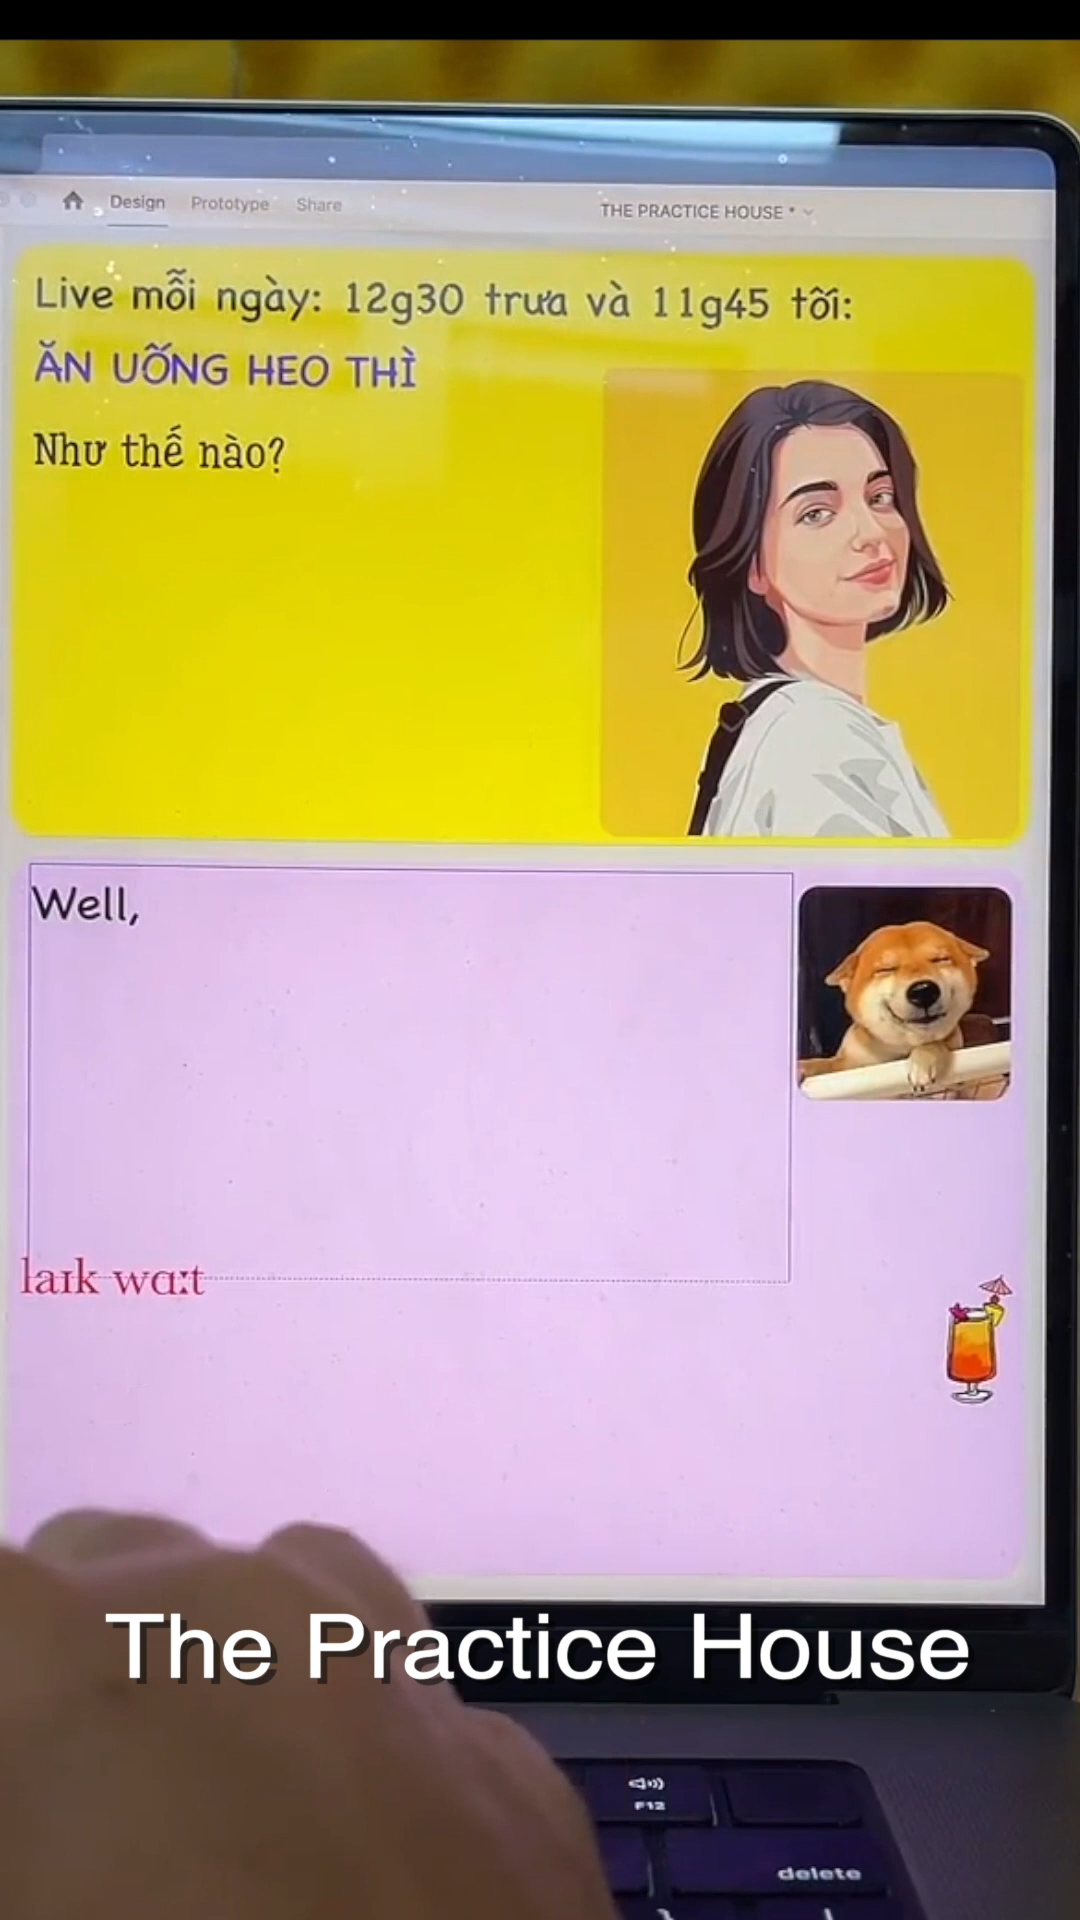 Design Prototype Share
THE PRACTICE HOUSE *
Live mỗi ngày: 12g30 trưa và 11g45 tối:
ĂN UỐNG HEO THÌ
Như thế nào?
Well,
laɪk wɑːt
The Practice House
F12
delete